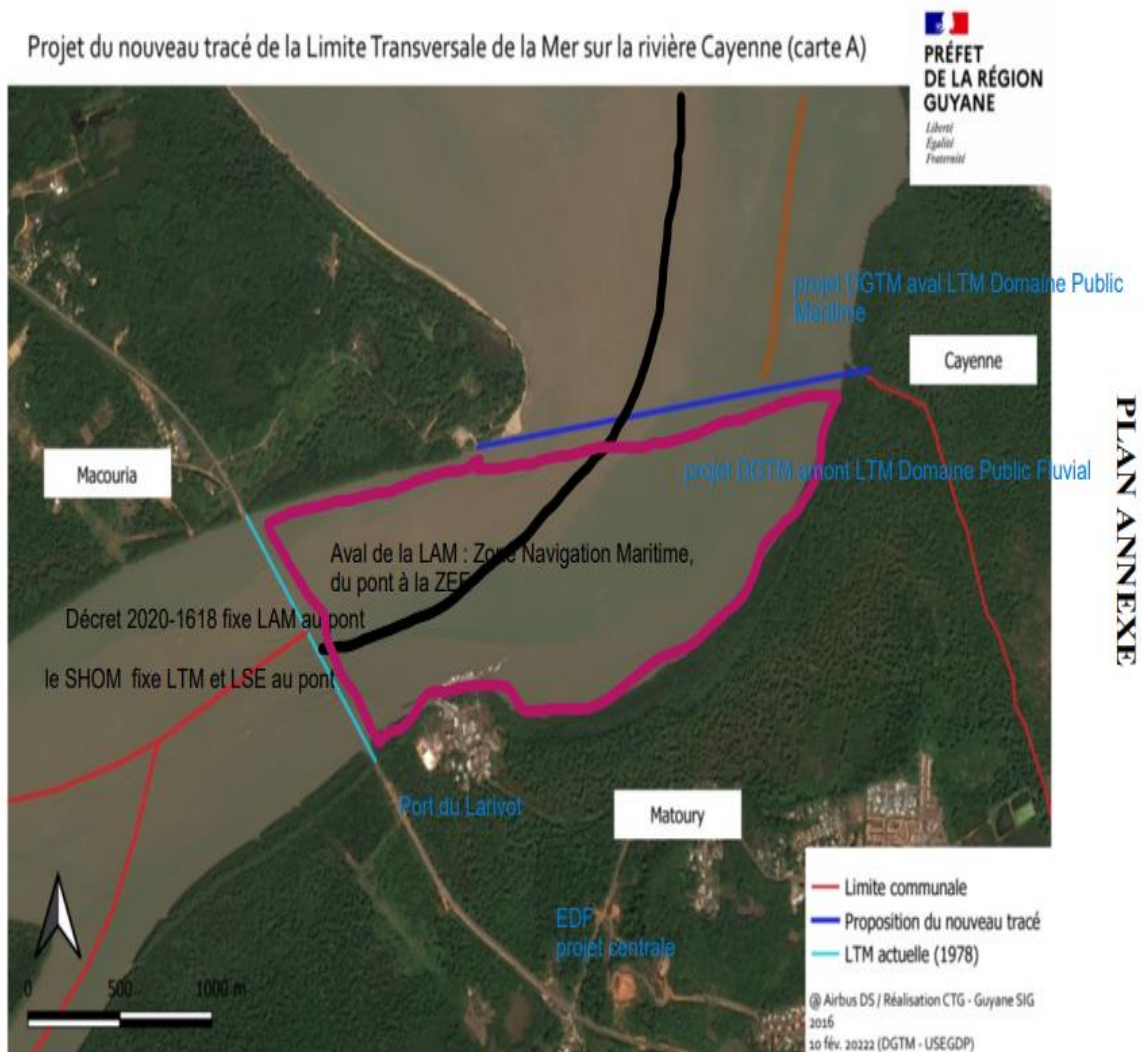 Projet du nouveau tracé de la Limite Transversale de la Mer sur la rivière Cayenne (carte A)
PRÉFET
DE LA RÉGION
GUYANE
Liberté
Égalité
Fraternité
projet DGTM aval LTM Domaine Public
Maritime
Cayenne
PLAN ANNEXE
Macouria
projet DGTM amont LTM Domaine Public Fluvial
Aval de la LAM : Zone Navigation Maritime,
du pont à la ZEE
Décret 2020-1618 fixe LAM au pont
le SHOM fixe LTM et LSE au pont
Port du Larivot
Matoury
EDF
projet centrale
Limite communale
Proposition du nouveau tracé
LTM actuelle (1978)
0 500 1000 m
@ Airbus DS / Réalisation CTG - Guyane SIG
2016
10 fév. 20222 (DGTM - USEGDP)